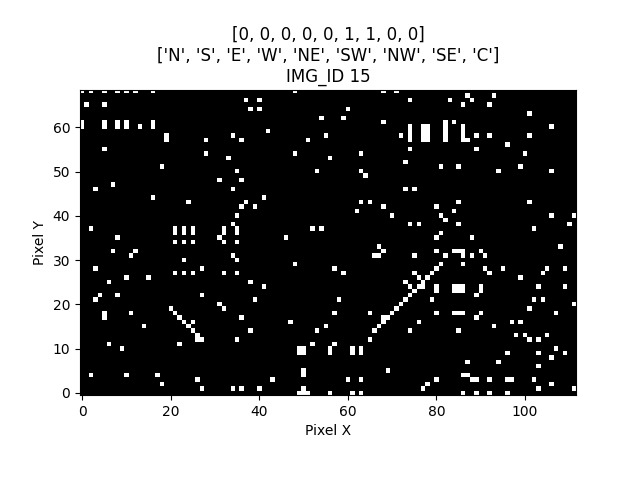 [0, 0, 0, 0, 0, 1, 1, 0, 0]
['N', 'S', 'E', 'W', 'NE', 'SW', 'NW', 'SE', 'C']
IMG_ID 15
Pixel Y
60
50
40
30
20
10
0
0 20 40 60 80 100
Pixel X